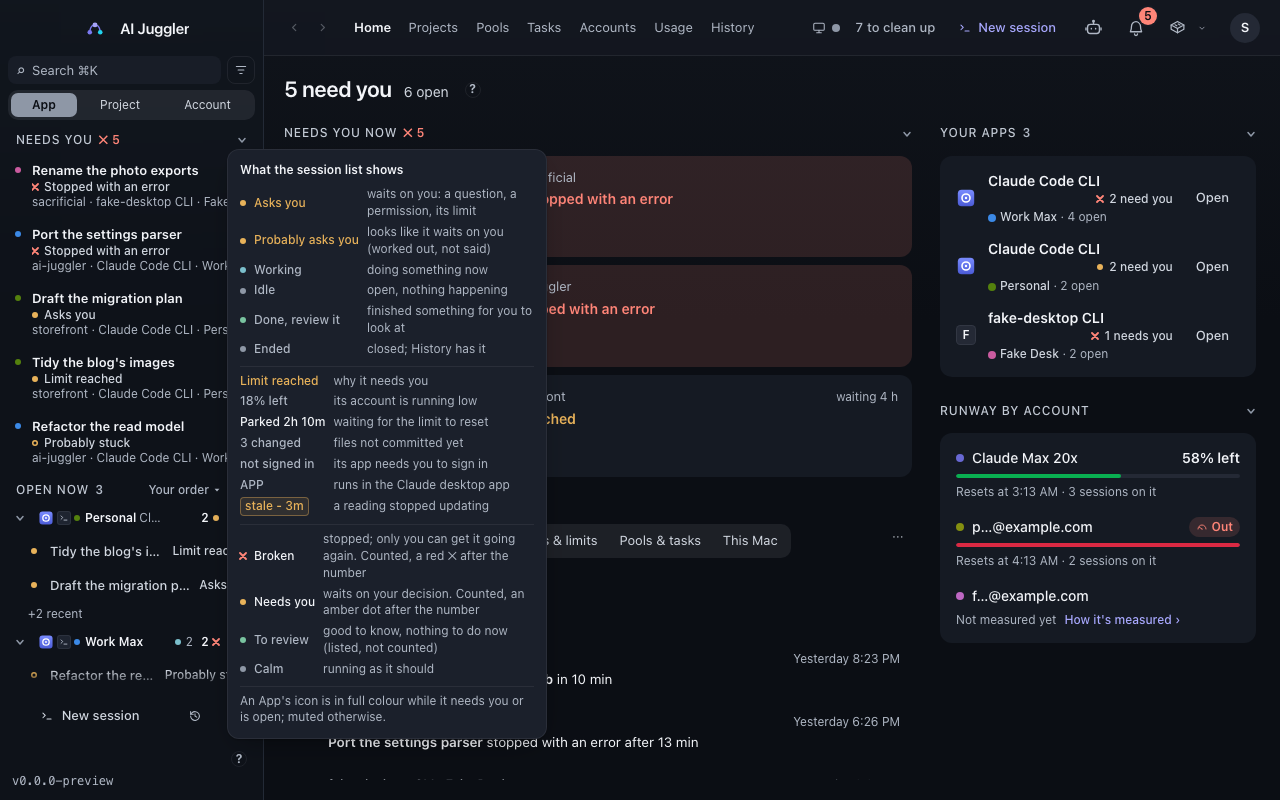 AI Juggler
Search ⌘K
App Project Account
NEEDS YOU 5
Rename the photo exports
Stopped with an error
sacrificial · fake-desktop CLI · Fake
Port the settings parser
Stopped with an error
ai-juggler · Claude Code CLI · Work
Draft the migration plan
Asks you
storefront · Claude Code CLI · Pers
Tidy the blog's images
Limit reached
storefront · Claude Code CLI · Pers
Refactor the read model
Probably stuck
ai-juggler · Claude Code CLI · Work
OPEN NOW 3 Your order
Personal Cl... 2
Tidy the blog's i... Limit reac
Draft the migration p... Asks
+2 recent
Work Max 2 2
Refactor the re... Probably s
New session
?
v0.0.0-preview
Home Projects Pools Tasks Accounts Usage History
7 to clean up
New session
5
S
5 need you 6 open ?
NEEDS YOU NOW 5
ficial
opped with an error
gler
ped with an error
ont waiting 4 h
ched
s & limits Pools & tasks This Mac ...
Yesterday 8:23 PM
b in 10 min
Yesterday 6:26 PM
Port the settings parser stopped with an error after 13 min
What the session list shows
Asks you waits on you: a question, a
permission, its limit
Probably asks you looks like it waits on you
(worked out, not said)
Working doing something now
Idle open, nothing happening
Done, review it finished something for you to
look at
Ended closed; History has it
Limit reached why it needs you
18% left its account is running low
Parked 2h 10m waiting for the limit to reset
3 changed files not committed yet
not signed in its app needs you to sign in
APP runs in the Claude desktop app
stale - 3m a reading stopped updating
Broken stopped; only you can get it going
again. Counted, a red ✕ after the
number
Needs you waits on your decision. Counted, an
amber dot after the number
To review good to know, nothing to do now
(listed, not counted)
Calm running as it should
An App's icon is in full colour while it needs you or
is open; muted otherwise.
YOUR APPS 3
Claude Code CLI
2 need you Open
Work Max · 4 open
Claude Code CLI
2 need you Open
Personal · 2 open
F
fake-desktop CLI
1 needs you Open
Fake Desk · 2 open
RUNWAY BY ACCOUNT
Claude Max 20x 58% left
Resets at 3:13 AM · 3 sessions on it
p...@example.com Out
Resets at 4:13 AM · 2 sessions on it
f...@example.com
Not measured yet How it's measured ›